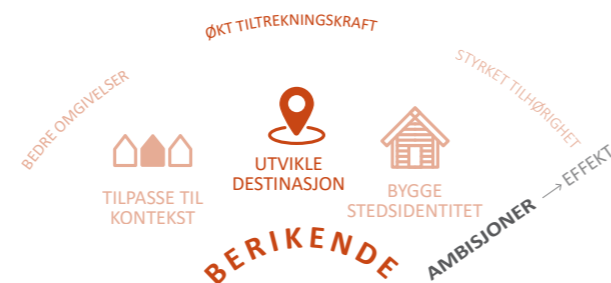 ØKT TILTREKNINGSKRAFT
BEDRE OMGIVELSER
STYRKET TILHØRIGHET
UTVIKLE
DESTINASJON
TILPASSE TIL
KONTEKST
BYGGE
STEDSIDENTITET
BERIKENDE
AMBISJONER → EFFEKT